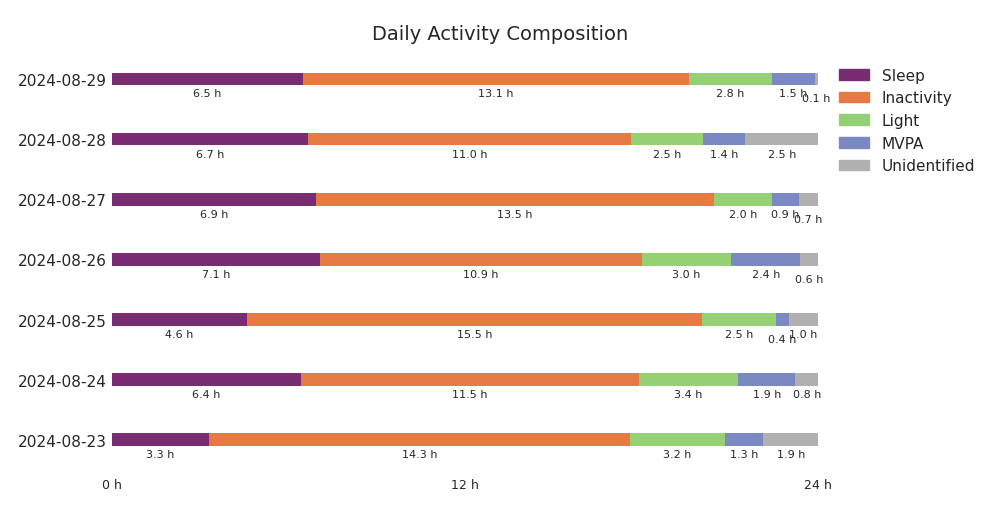 Daily Activity Composition
2024-08-29
6.5 h 13.1 h 2.8 h 1.5 h 0.1 h
2024-08-28
6.7 h 11.0 h 2.5 h 1.4 h 2.5 h
2024-08-27
6.9 h 13.5 h 2.0 h 0.9 h 0.7 h
2024-08-26
7.1 h 10.9 h 3.0 h 2.4 h 0.6 h
2024-08-25
4.6 h 15.5 h 2.5 h 0.4 h 1.0 h
2024-08-24
6.4 h 11.5 h 3.4 h 1.9 h 0.8 h
2024-08-23
3.3 h 14.3 h 3.2 h 1.3 h 1.9 h
0 h 12 h 24 h
Sleep
Inactivity
Light
MVPA
Unidentified